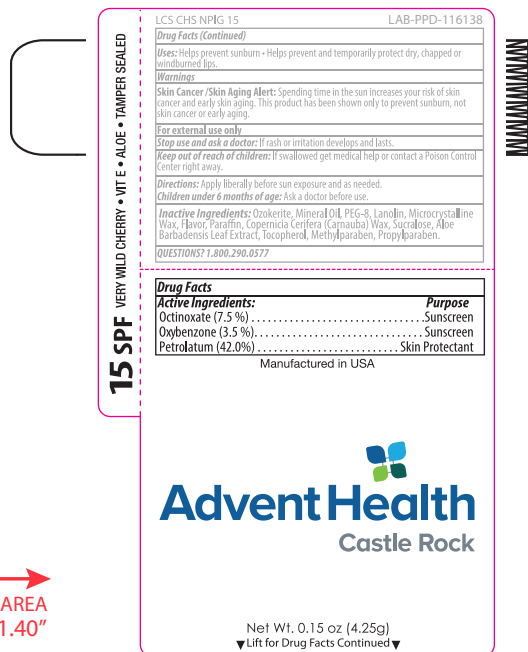 LCS CHS NPIG 15
LAB-PPD-116138
Drug Facts (Continued)
Uses: Helps prevent sunburn • Helps prevent and temporarily protect dry, chapped or
windburned lips.
Warnings
Skin Cancer /Skin Aging Alert: Spending time in the sun increases your risk of skin
cancer and early skin aging. This product has been shown only to prevent sunburn, not
skin cancer or early aging.
For external use only
Stop use and ask a doctor: If rash or irritation develops and lasts.
Keep out of reach of children: If swallowed get medical help or contact a Poison Control
Center right away.
Directions: Apply liberally before sun exposure and as needed.
Children under 6 months of age: Ask a doctor before use.
Inactive Ingredients: Ozokerite, Mineral Oil, PEG-8, Lanolin, Microcrystalline
Wax, Flavor, Paraffin, Copernicia Cerifera (Carnauba) Wax, Sucralose, Aloe
Barbadensis Leaf Extract, Tocopherol, Methylparaben, Propylparaben.
QUESTIONS? 1.800.290.0577
15 SPF VERY WILD CHERRY • VIT E • ALOE • TAMPER SEALED
Drug Facts
Active Ingredients: Purpose
Octinoxate (7.5 %) . . . . . . . . . . . . . . . . . . . . . . . . . . . . . . Sunscreen
Oxybenzone (3.5 %). . . . . . . . . . . . . . . . . . . . . . . . . . . . . Sunscreen
Petrolatum (42.0%) . . . . . . . . . . . . . . . . . . . . . . . . Skin Protectant
Manufactured in USA
Advent Health
Castle Rock
AREA
1.40”
Net Wt. 0.15 oz (4.25g)
▼Lift for Drug Facts Continued▼